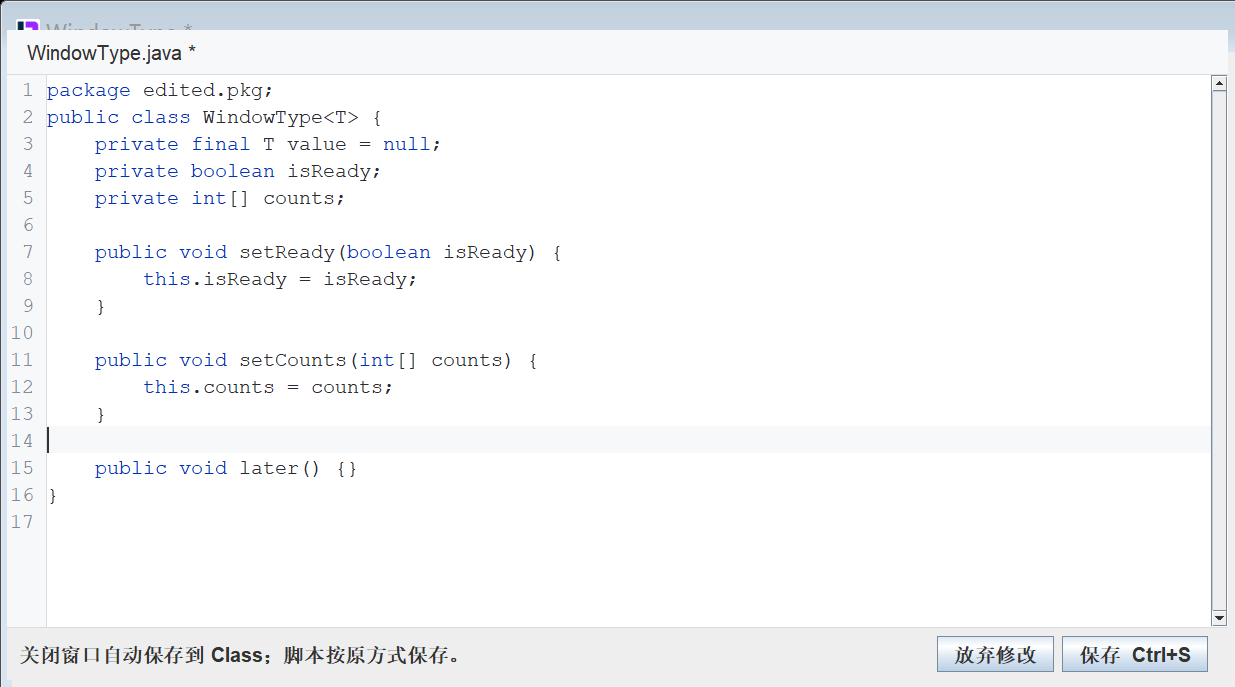 WindowType *
WindowType.java *
1 package edited.pkg;
2 public class WindowType<T> {
3     private final T value = null;
4     private boolean isReady;
5     private int[] counts;
6
7     public void setReady(boolean isReady) {
8         this.isReady = isReady;
9     }
10
11     public void setCounts(int[] counts) {
12         this.counts = counts;
13     }
14
15     public void later() {}
16 }
17
关闭窗口自动保存到 Class；脚本按原方式保存。
放弃修改 保存 Ctrl+S